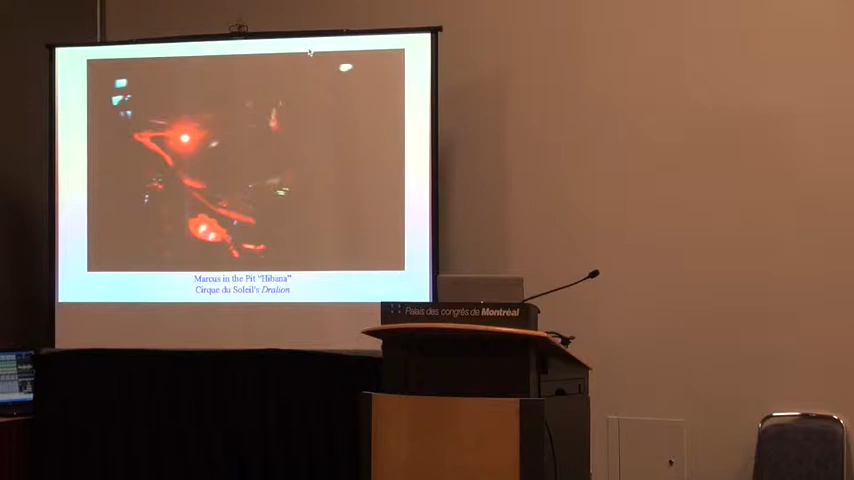 Marcus in the Pit "Hibana"
Cirque du Soleil's Dralion
Palais des congrès de Montréal